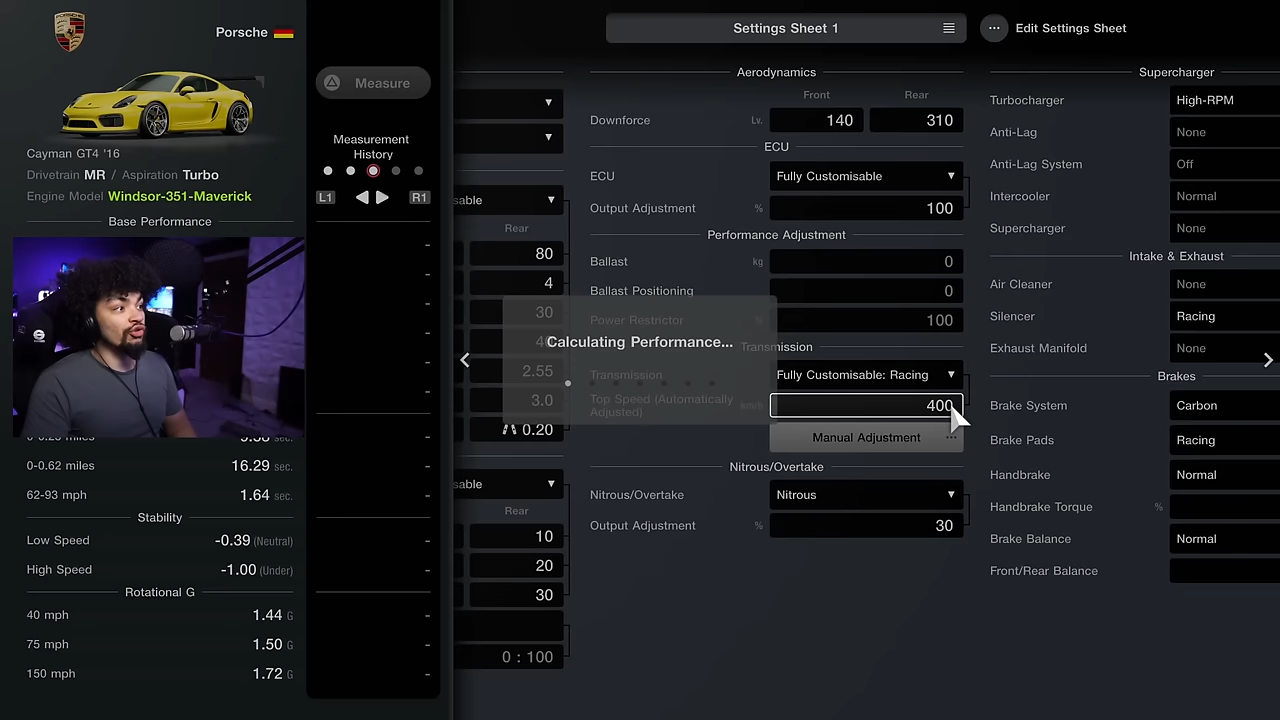 Porsche
Cayman GT4 '16
Drivetrain MR / Aspiration Turbo
Engine Model Windsor-351-Maverick
Base Performance
0-0.62 miles 16.29 sec.
62-93 mph 1.64 sec.
Stability
Low Speed -0.39 (Neutral)
High Speed -1.00 (Under)
Rotational G
40 mph 1.44 G
75 mph 1.50 G
150 mph 1.72 G
Measure
Measurement
History
L1 R1
- 
-
-
-
-
-
-
-
-
-
-
-
-
Rear
80
4
30
2.55
3.0
0.20
Rear
10
20
30
0 : 100
Settings Sheet 1
Edit Settings Sheet
Aerodynamics
Front Rear
Downforce Lv. 140 310
ECU
ECU Fully Customisable
Output Adjustment % 100
Performance Adjustment
Ballast kg 0
Ballast Positioning 0
Power Restrictor % 100
Calculating Performance...
Transmission
Transmission Fully Customisable: Racing
Top Speed (Automatically
Adjusted) km/h 400
Manual Adjustment
Nitrous/Overtake
Nitrous/Overtake Nitrous
Output Adjustment % 30
Supercharger
Turbocharger High-RPM
Anti-Lag None
Anti-Lag System Off
Intercooler Normal
Supercharger None
Intake & Exhaust
Air Cleaner None
Silencer Racing
Exhaust Manifold None
Brakes
Brake System Carbon
Brake Pads Racing
Handbrake Normal
Handbrake Torque %
Brake Balance Normal
Front/Rear Balance